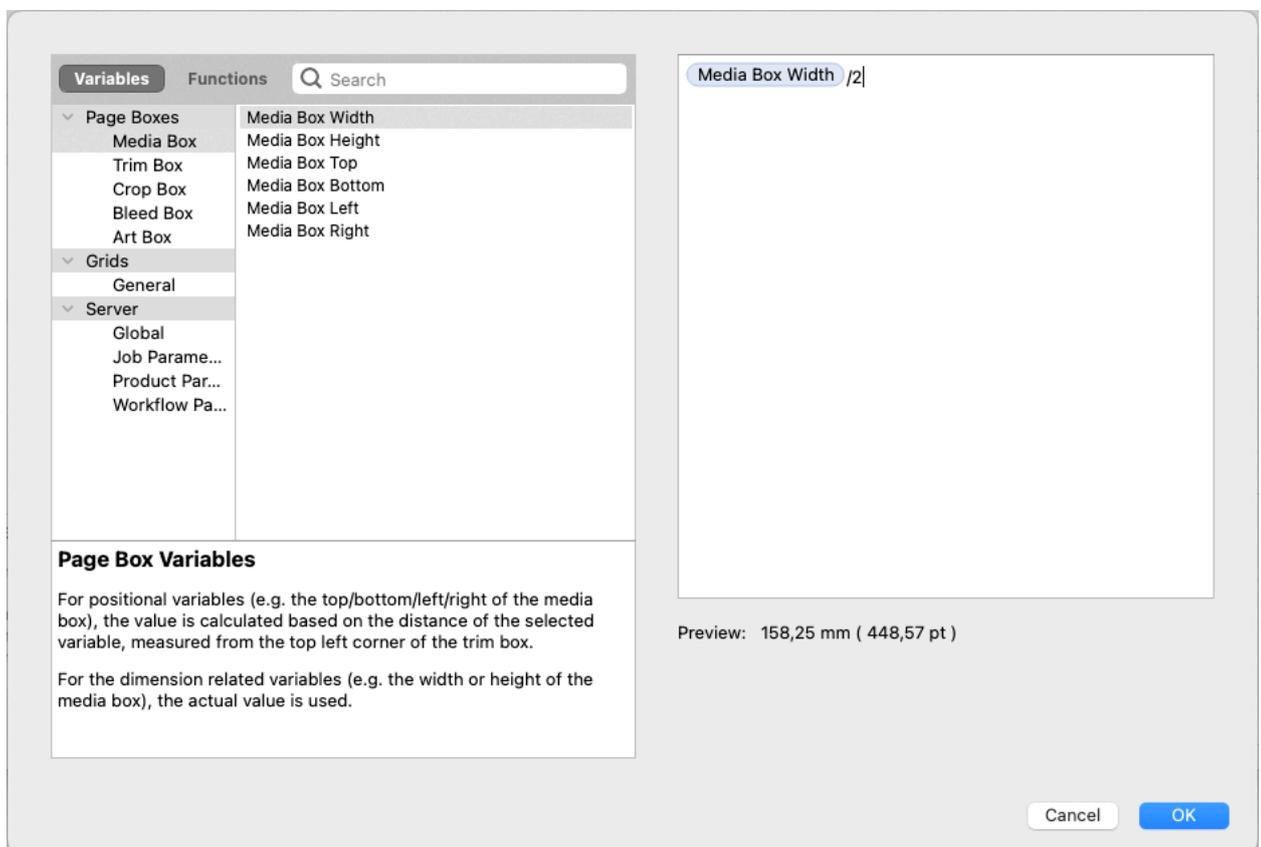 Variables Functions Search
Page Boxes
Media Box
Trim Box
Crop Box
Bleed Box
Art Box
Grids
General
Server
Global
Job Parame...
Product Par...
Workflow Pa...
Media Box Width
Media Box Height
Media Box Top
Media Box Bottom
Media Box Left
Media Box Right
Page Box Variables
For positional variables (e.g. the top/bottom/left/right of the media
box), the value is calculated based on the distance of the selected
variable, measured from the top left corner of the trim box.
For the dimension related variables (e.g. the width or height of the
media box), the actual value is used.
Media Box Width /2
Preview: 158,25 mm ( 448,57 pt )
Cancel OK